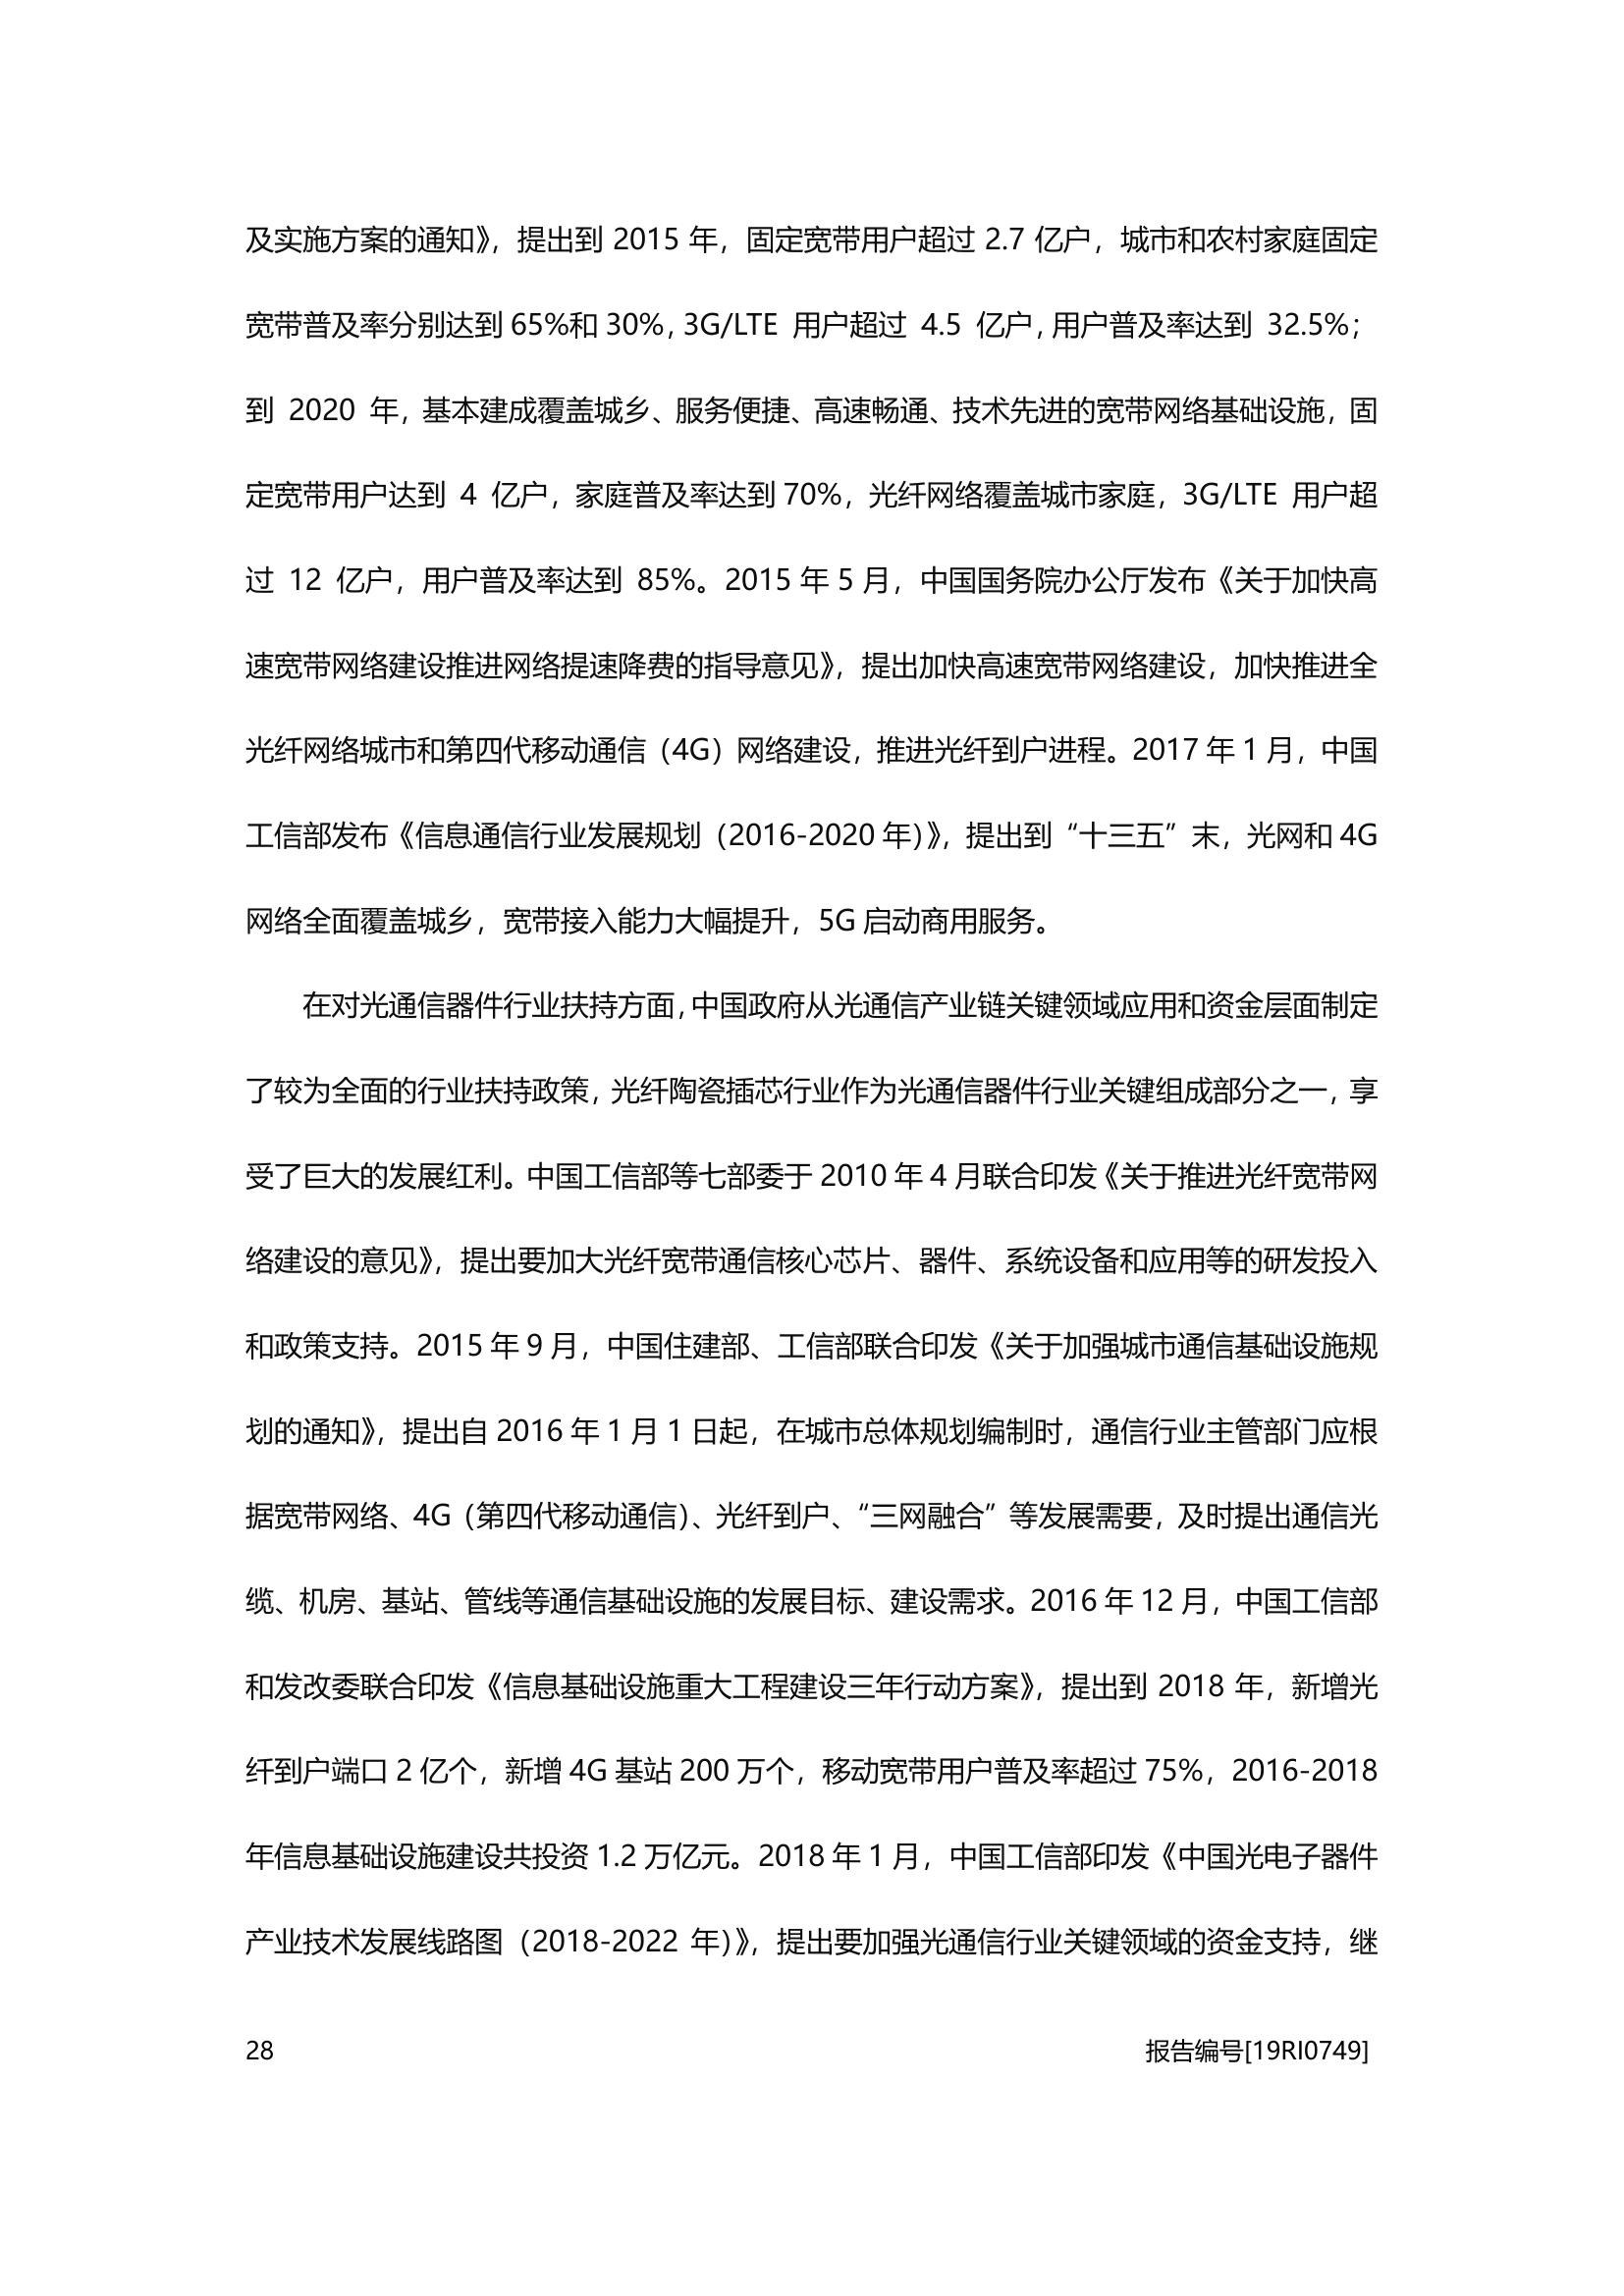 及实施方案的通知》，提出到 2015 年，固定宽带用户超过 2.7 亿户，城市和农村家庭固定
宽带普及率分别达到 65%和 30%，3G/LTE 用户超过 4.5 亿户，用户普及率达到 32.5%；
到 2020 年，基本建成覆盖城乡、服务便捷、高速畅通、技术先进的宽带网络基础设施，固
定宽带用户达到 4 亿户，家庭普及率达到 70%，光纤网络覆盖城市家庭，3G/LTE 用户超
过 12 亿户，用户普及率达到 85%。2015 年 5 月，中国国务院办公厅发布《关于加快高
速宽带网络建设推进网络提速降费的指导意见》，提出加快高速宽带网络建设，加快推进全
光纤网络城市和第四代移动通信（4G）网络建设，推进光纤到户进程。2017 年 1 月，中国
工信部发布《信息通信行业发展规划（2016-2020 年）》，提出到“十三五”末，光网和 4G
网络全面覆盖城乡，宽带接入能力大幅提升，5G 启动商用服务。
在对光通信器件行业扶持方面，中国政府从光通信产业链关键领域应用和资金层面制定
了较为全面的行业扶持政策，光纤陶瓷插芯行业作为光通信器件行业关键组成部分之一，享
受了巨大的发展红利。中国工信部等七部委于 2010 年 4 月联合印发《关于推进光纤宽带网
络建设的意见》，提出要加大光纤宽带通信核心芯片、器件、系统设备和应用等的研发投入
和政策支持。2015 年 9 月，中国住建部、工信部联合印发《关于加强城市通信基础设施规
划的通知》，提出自 2016 年 1 月 1 日起，在城市总体规划编制时，通信行业主管部门应根
据宽带网络、4G（第四代移动通信）、光纤到户、“三网融合”等发展需要，及时提出通信光
缆、机房、基站、管线等通信基础设施的发展目标、建设需求。2016 年 12 月，中国工信部
和发改委联合印发《信息基础设施重大工程建设三年行动方案》，提出到 2018 年，新增光
纤到户端口 2 亿个，新增 4G 基站 200 万个，移动宽带用户普及率超过 75%，2016-2018
年信息基础设施建设共投资 1.2 万亿元。2018 年 1 月，中国工信部印发《中国光电子器件
产业技术发展线路图（2018-2022 年）》，提出要加强光通信行业关键领域的资金支持，继
28 报告编号[19RI0749]